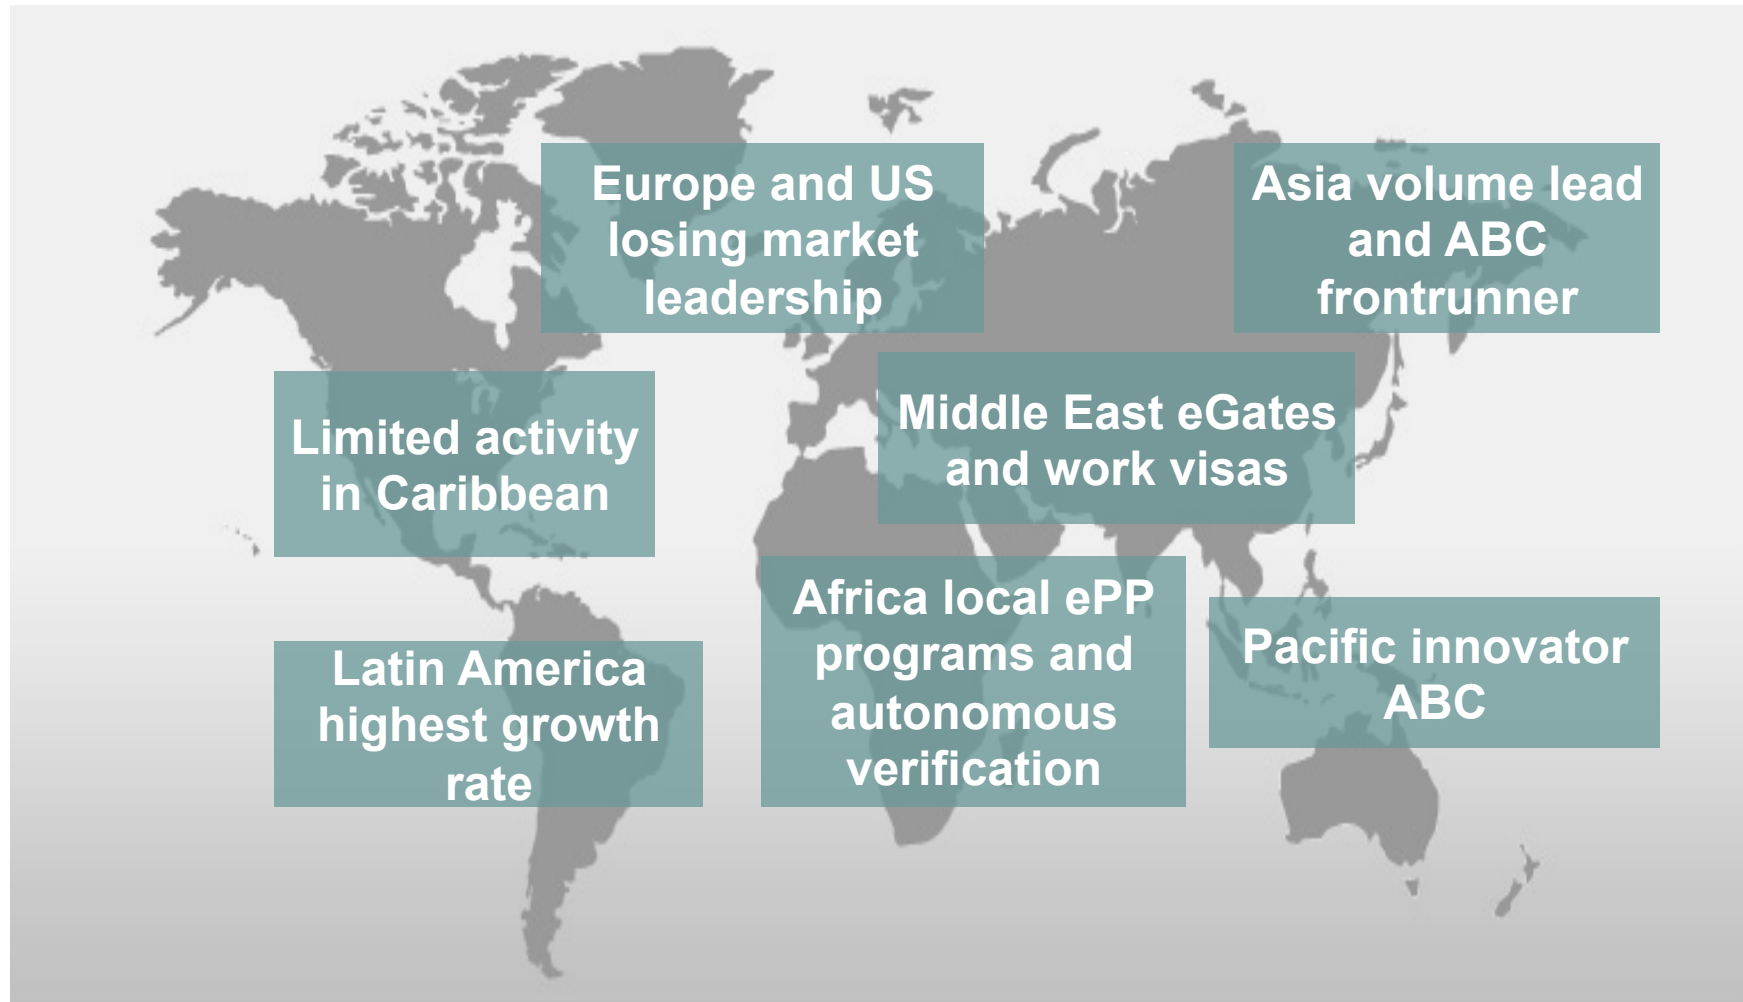 Europe and US
losing market
leadership
Asia volume lead
and ABC
frontrunner
Limited activity
in Caribbean
Middle East eGates
and work visas
Latin America
highest growth
rate
Africa local ePP
programs and
autonomous
verification
Pacific innovator
ABC